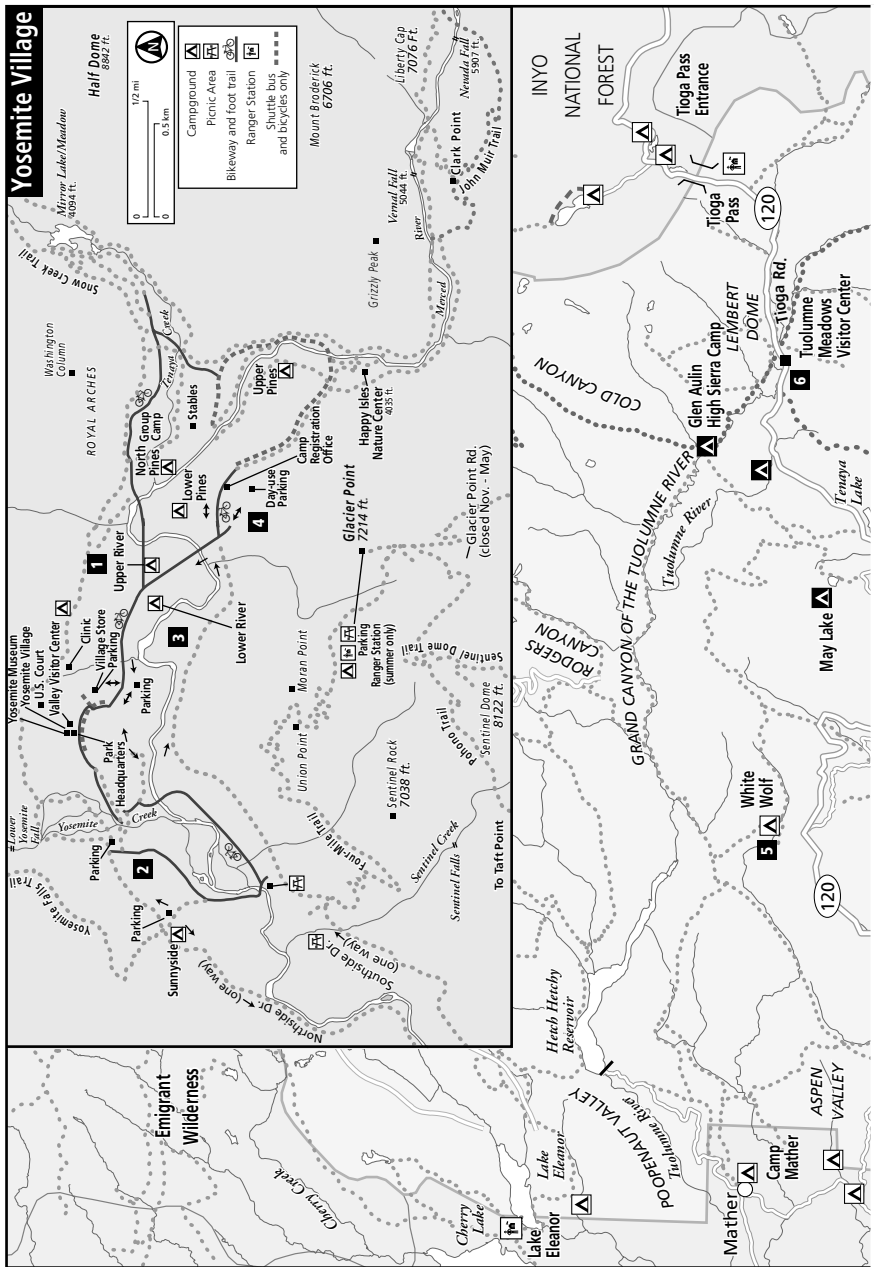 Yosemite Village
Half Dome
8842 ft.
N
0
1/2 mi
0
0.5 km
Campground
Picnic Area
Bikeway and foot trail
Ranger Station
Shuttle bus
and bicycles only
Mirror Lake/Meadow
4094 ft.
Snow Creek Trail
Mount Broderick
6706 ft.
Liberty Cap
7076 Ft.
Nevada Fall
5907 ft.
Vernal Fall
5044 ft.
Clark Point
John Muir Trail
Grizzly Peak
Merced
River
Washington
Column
ROYAL ARCHES
Tenaya
Creek
Stables
North Group
Pines Camp
Upper
Pines
Happy Isles
Nature Center
4035 ft.
Lower
Pines
Camp
Registration
Office
Day-use
Parking
4
Glacier Point
7214 ft.
Glacier Point Rd.
(closed Nov. - May)
1
Upper River
3
Lower River
Yosemite Museum
Yosemite Village
U.S. Court
Valley Visitor Center
Clinic
Village Store
Parking
Parking
Park
Headquarters
Moran Point
Union Point
Parking
Ranger Station
(summer only)
Sentinel Dome Trail
Pohono Trail
Sentinel Dome
8122 ft.
Sentinel Rock
7038 ft.
Lower
Yosemite
Fall
Yosemite
Creek
Parking
2
Yosemite Falls Trail
Parking
Sunnyside
Four-Mile Trail
Sentinel Creek
Sentinel Falls
To Taft Point
Southside Dr.
(one way)
Northside Dr.
(one way)
Emigrant
Wilderness
Cherry Creek
Cherry
Lake
Lake
Eleanor
Lake
Eleanor
Hetch Hetchy
Reservoir
POOPENAUT VALLEY
Tuolumne River
Mather
Camp
Mather
ASPEN
VALLEY
120
White
Wolf
5
GRAND CANYON OF THE TUOLUMNE RIVER
RODGERS
CANYON
May Lake
Tuolumne River
Tenaya
Lake
COLD CANYON
Glen Aulin
High Sierra Camp
LEMBERT
DOME
Tioga Rd.
Tuolumne
Meadows
Visitor Center
6
120
Tioga
Pass
Tioga Pass
Entrance
INYO
NATIONAL
FOREST